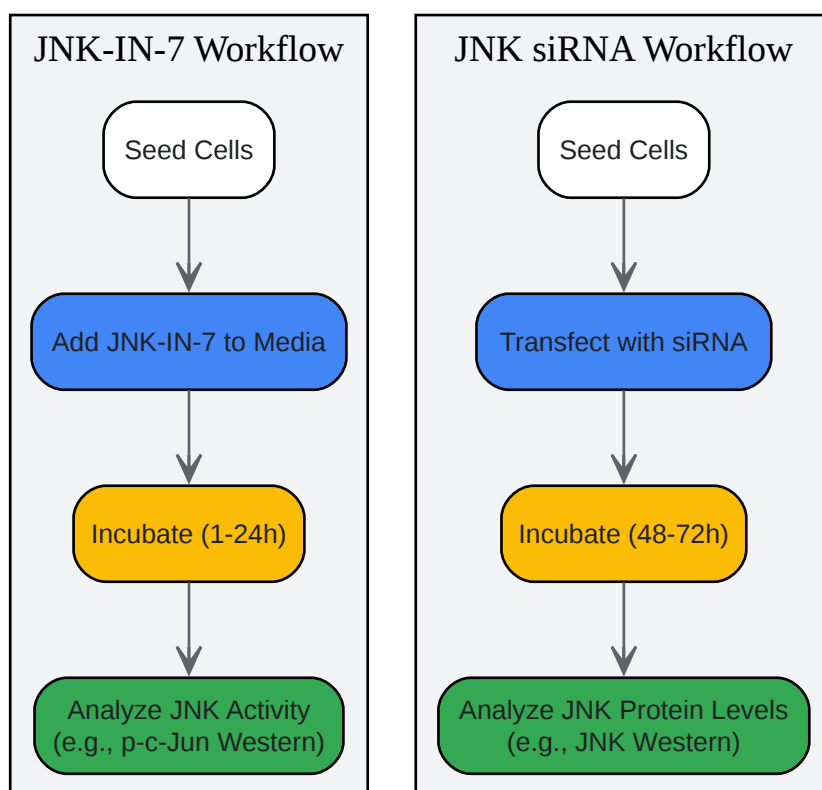 JNK-IN-7 Workflow
Seed Cells
Add JNK-IN-7 to Media
Incubate (1-24h)
Analyze JNK Activity
(e.g., p-c-Jun Western)
JNK siRNA Workflow
Seed Cells
Transfect with siRNA
Incubate (48-72h)
Analyze JNK Protein Levels
(e.g., JNK Western)